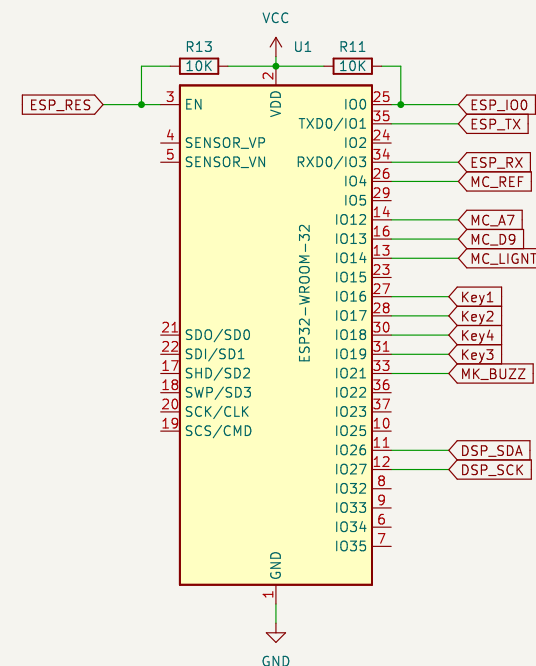 VCC
R13 U1 R11
10K 10K
2
ESP_RES 3 EN VDD IO0 25 ESP_IO0
TXD0/IO1 35 ESP_TX
4 SENSOR_VP IO2 24
5 SENSOR_VN RXD0/IO3 34 ESP_RX
IO4 26 MC_REF
IO5 29
IO12 14 MC_A7
IO13 16 MC_D9
IO14 13 MC_LIGNT
IO15 23
ESP32-WROOM-32
IO16 27 Key1
IO17 28 Key2
21 SDO/SD0 IO18 30 Key4
22 SDI/SD1 IO19 31 Key3
17 SHD/SD2 IO21 33 MK_BUZZ
18 SWP/SD3 IO22 36
20 SCK/CLK IO23 37
19 SCS/CMD IO25 10
IO26 11 DSP_SDA
IO27 12 DSP_SCK
IO32 8
IO33 9
IO34 6
IO35 7
GND
1
GND